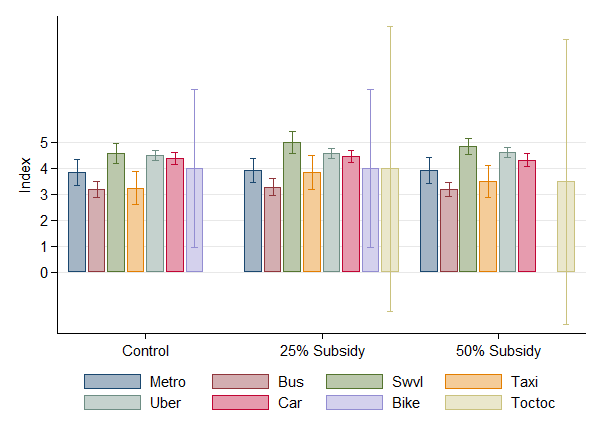 Index
5
4
3
2
1
0
Control 25% Subsidy 50% Subsidy
Metro Bus Swvl Taxi
Uber Car Bike Toctoc